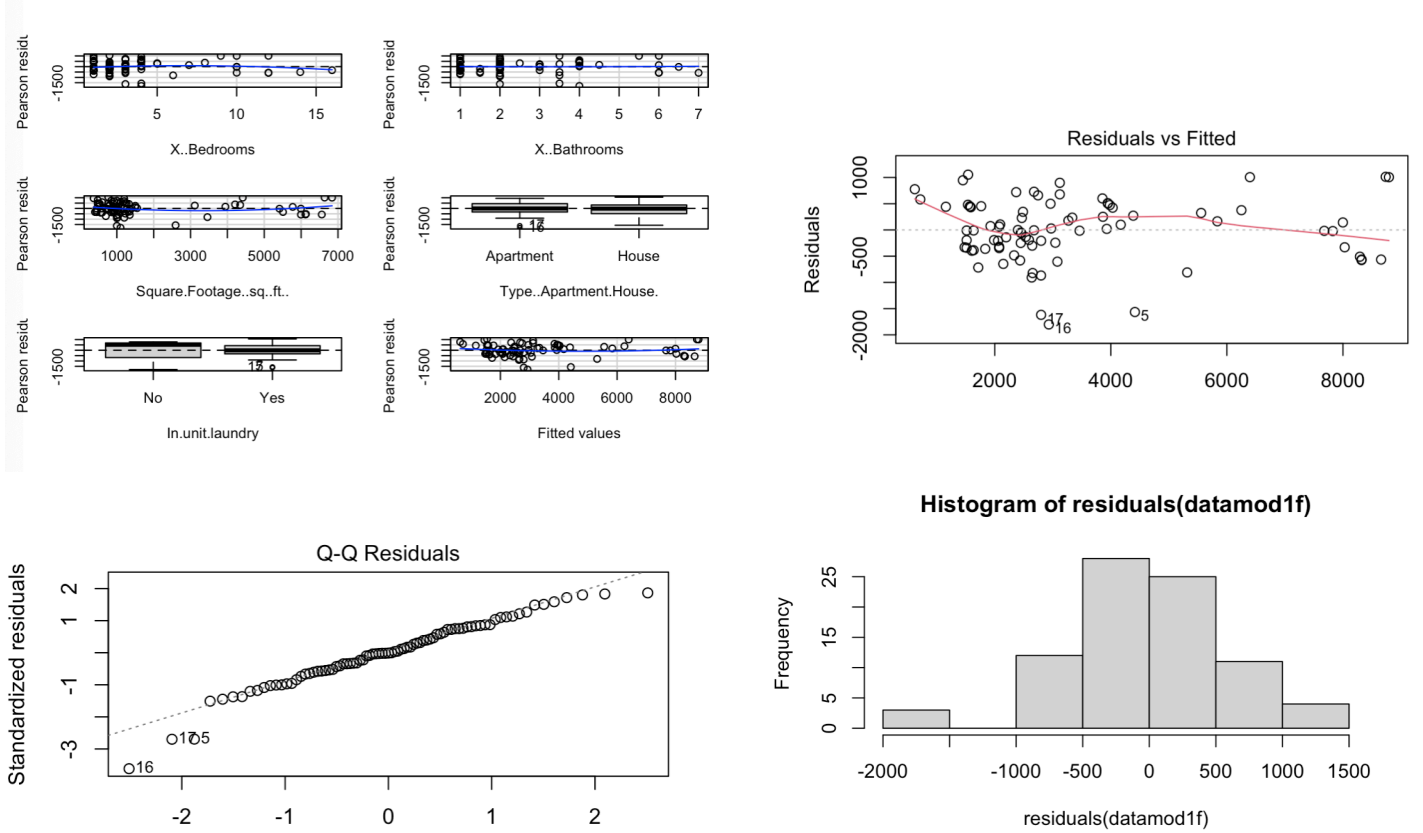 Pearson residu
-1500
5 10 15
X..Bedrooms
Pearson resid
-1500
1 2 3 4 5 6 7
X..Bathrooms
Pearson residu
-1500
1000 3000 5000 7000
Square.Footage..sq..ft..
Pearson resid
-1500
17
16
Apartment House
Type..Apartment.House.
Pearson residu
-1500
No Yes
In.unit.laundry
Pearson resid
-1500
2000 4000 6000 8000
Fitted values
Residuals vs Fitted
Residuals
1000
-500
-2000
17
16
5
2000 4000 6000 8000
Q-Q Residuals
Standardized residuals
2
1
-1
-3
17
5
16
-2 -1 0 1 2
Histogram of residuals(datamod1f)
Frequency
25
15
5
0
-2000 -1000 -500 0 500 1000 1500
residuals(datamod1f)